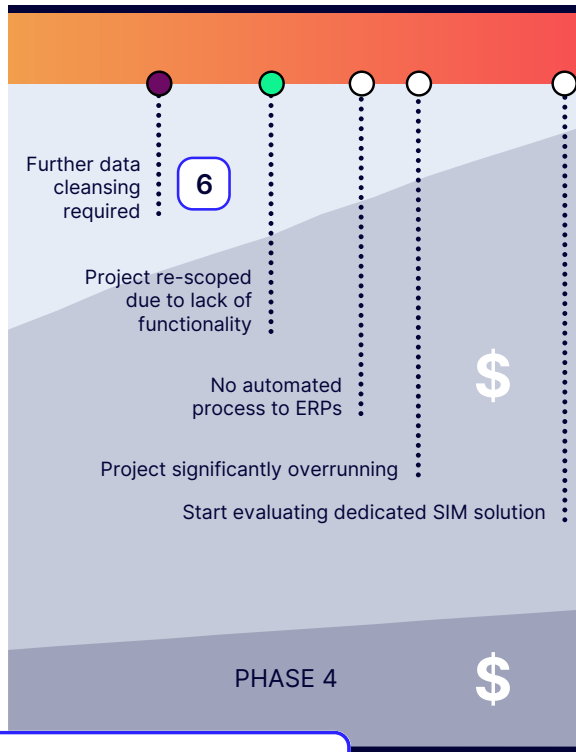 Further data
cleansing
required
6
Project re-scoped
due to lack of
functionality
$
No automated
process to ERPs
Project significantly overrunning
Start evaluating dedicated SIM solution
PHASE 4
$